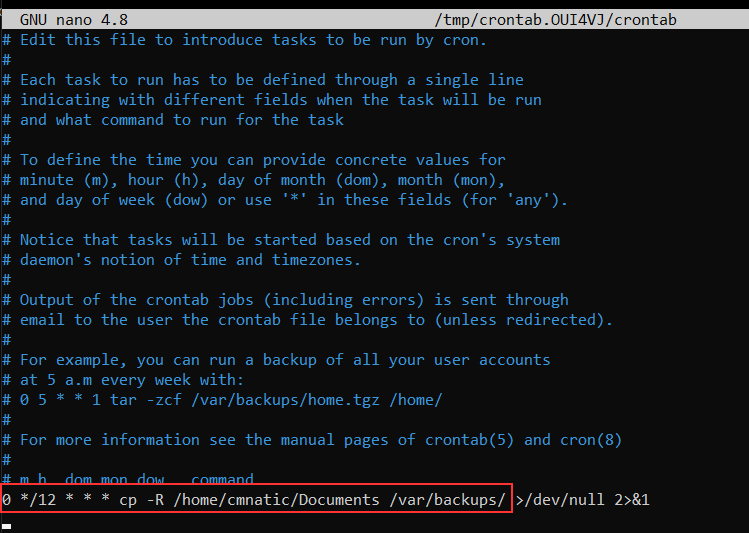 GNU nano 4.8 /tmp/crontab.OUI4VJ/crontab
# Edit this file to introduce tasks to be run by cron.
#
# Each task to run has to be defined through a single line
# indicating with different fields when the task will be run
# and what command to run for the task
#
# To define the time you can provide concrete values for
# minute (m), hour (h), day of month (dom), month (mon),
# and day of week (dow) or use '*' in these fields (for 'any').
#
# Notice that tasks will be started based on the cron's system
# daemon's notion of time and timezones.
#
# Output of the crontab jobs (including errors) is sent through
# email to the user the crontab file belongs to (unless redirected).
#
# For example, you can run a backup of all your user accounts
# at 5 a.m every week with:
# 0 5 * * 1 tar -zcf /var/backups/home.tgz /home/
#
# For more information see the manual pages of crontab(5) and cron(8)
#
# m h  dom mon dow   command
0 */12 * * * cp -R /home/cmnatic/Documents /var/backups/ >/dev/null 2>&1